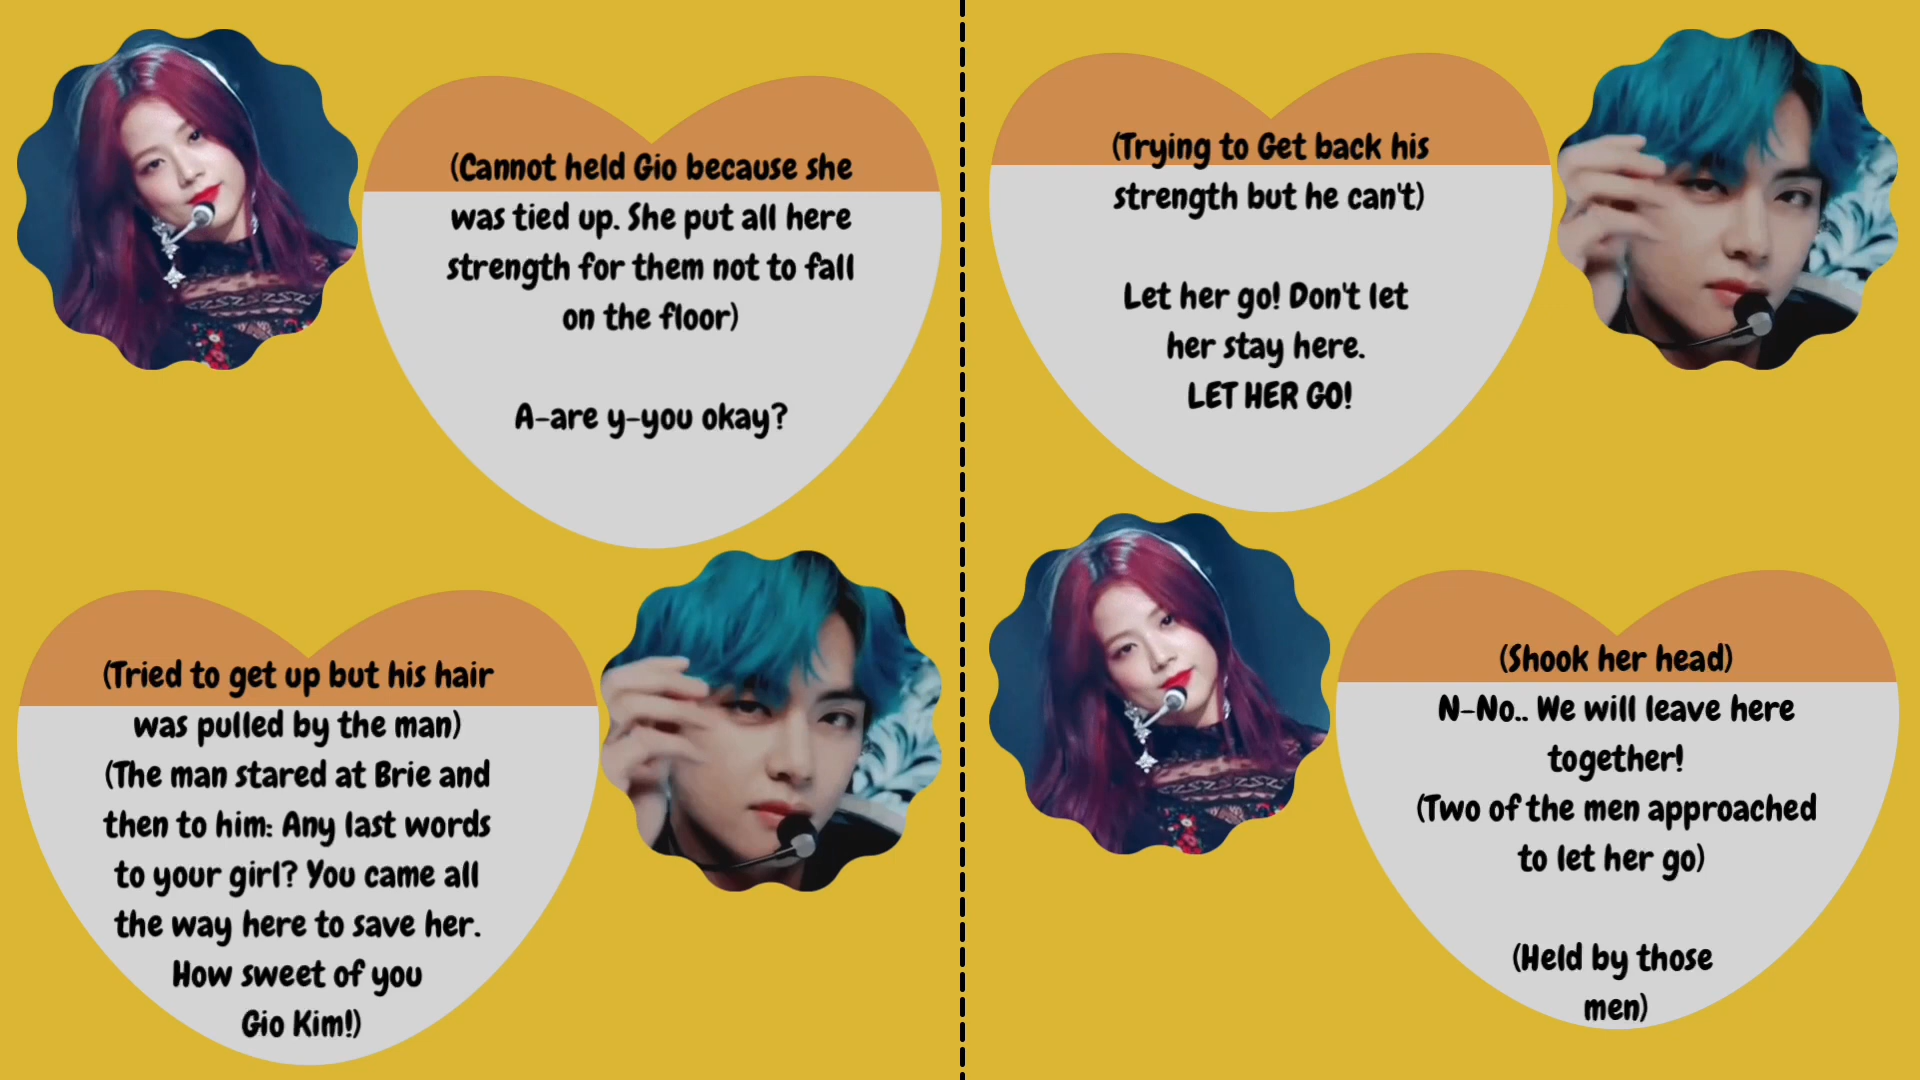 (Cannot held Gio because she
was tied up. She put all here
strength for them not to fall
on the floor)
A-are y-you okay?
(Tried to get up but his hair
was pulled by the man)
(The man stared at Brie and
then to him: Any last words
to your girl? You came all
the way here to save her.
How sweet of you
Gio Kim!)
(Trying to Get back his
strength but he can't)
Let her go! Don't let
her stay here.
LET HER GO!
(Shook her head)
N-No.. We will leave here
together!
(Two of the men approached
to let her go)
(Held by those
men)